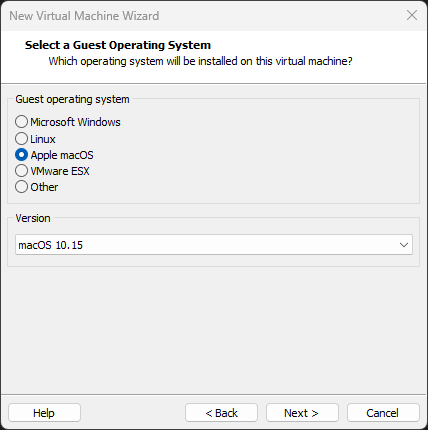 New Virtual Machine Wizard
Select a Guest Operating System
Which operating system will be installed on this virtual machine?
Guest operating system
Microsoft Windows
Linux
Apple macOS
VMware ESX
Other
Version
macOS 10.15
Help
< Back
Next >
Cancel